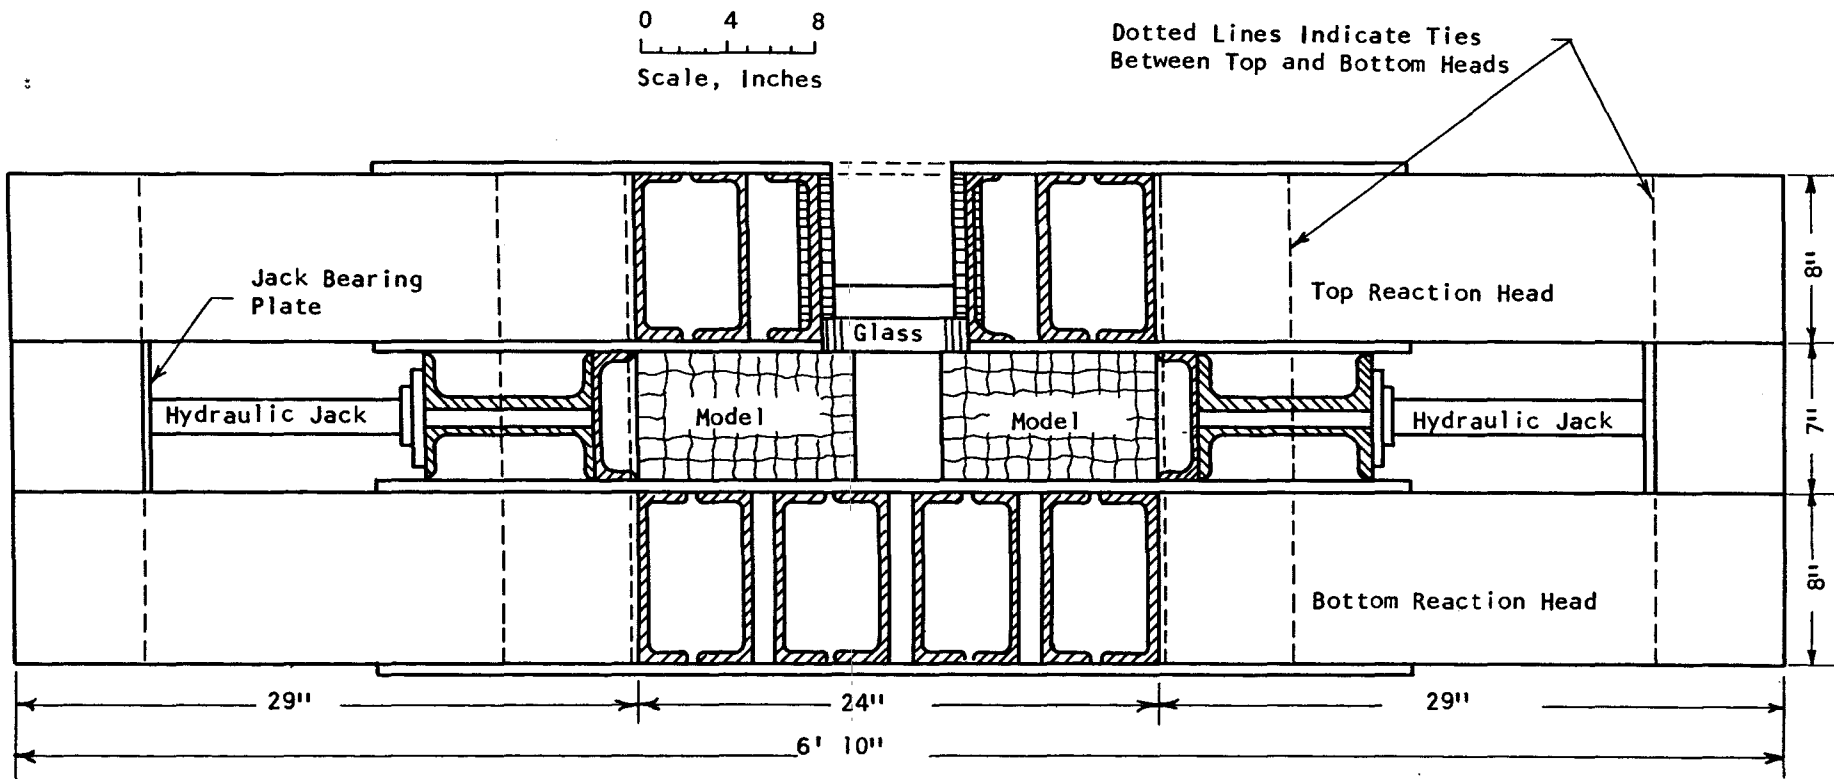 0 4 8
Scale, Inches
Dotted Lines Indicate Ties
Between Top and Bottom Heads
Jack Bearing
Plate
Top Reaction Head
8"
Glass
Hydraulic Jack
Model
Model
Hydraulic Jack
7"
Bottom Reaction Head
8"
29"
24"
29"
6' 10"